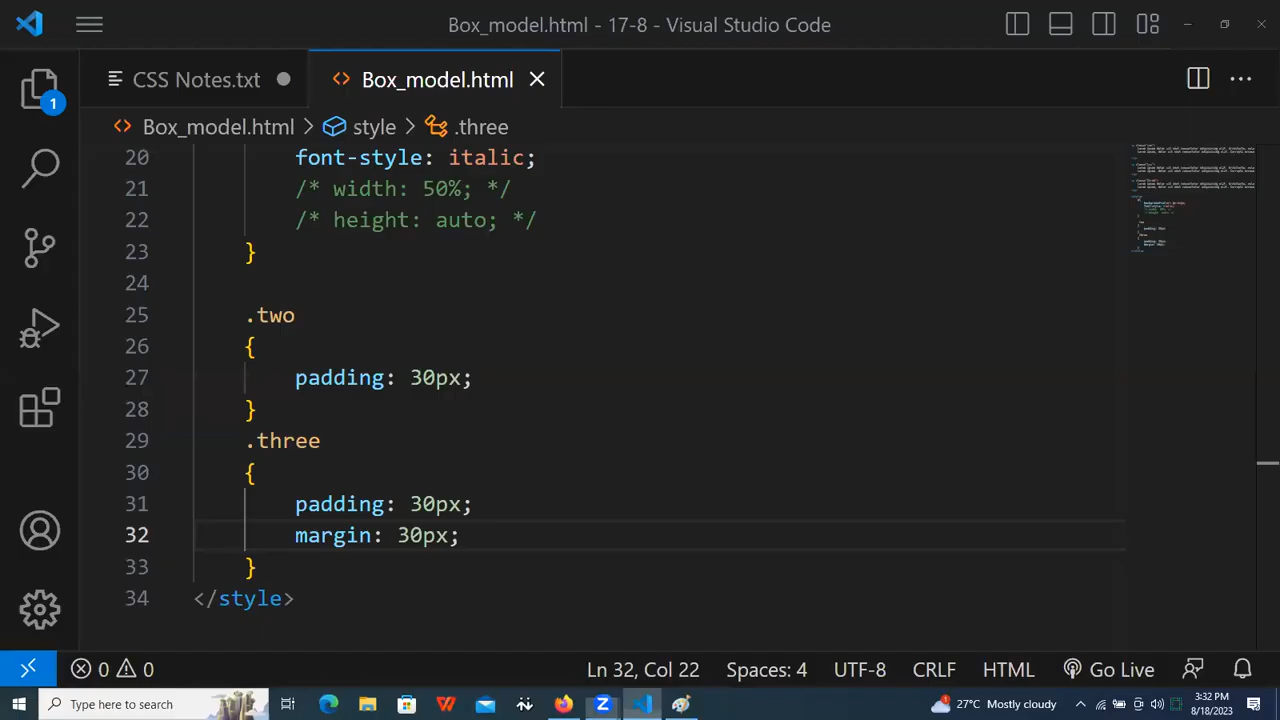 Box_model.html - 17-8 - Visual Studio Code
1
CSS Notes.txt
Box_model.html
Box_model.html > style > .three
20 font-style: italic;
21 /* width: 50%; */
22 /* height: auto; */
23 }
24
25 .two
26 {
27 padding: 30px;
28 }
29 .three
30 {
31 padding: 30px;
32 margin: 30px;
33 }
34 </style>
0 0 Ln 32, Col 22 Spaces: 4 UTF-8 CRLF HTML Go Live
Type here to search
27°C Mostly cloudy
3:32 PM
8/18/2023